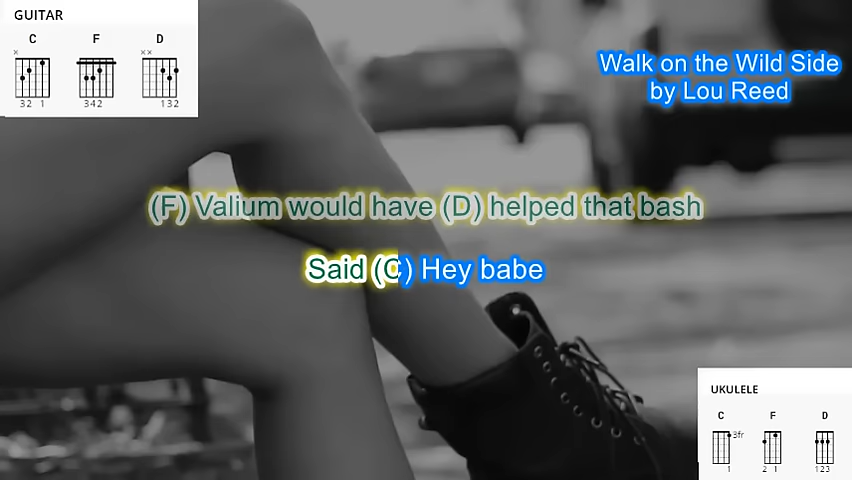 GUITAR
C F D
x xx
32 1 342 132
Walk on the Wild Side
by Lou Reed
(F) Valium would have (D) helped that bash
Said (C) Hey babe
UKULELE
C F D
3fr
1 2 1 123